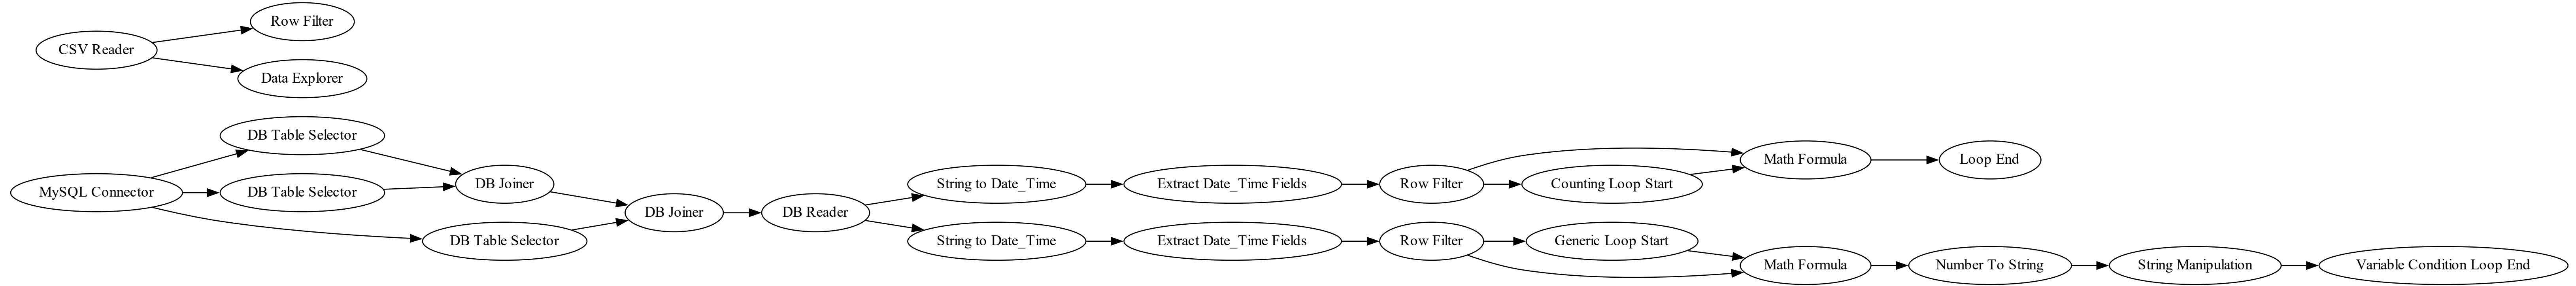 Row Filter
CSV Reader
Data Explorer
DB Table Selector
MySQL Connector
DB Table Selector
DB Joiner
DB Table Selector
DB Joiner
DB Reader
String to Date_Time
Extract Date_Time Fields
Row Filter
Counting Loop Start
Math Formula
Loop End
String to Date_Time
Extract Date_Time Fields
Row Filter
Generic Loop Start
Math Formula
Number To String
String Manipulation
Variable Condition Loop End